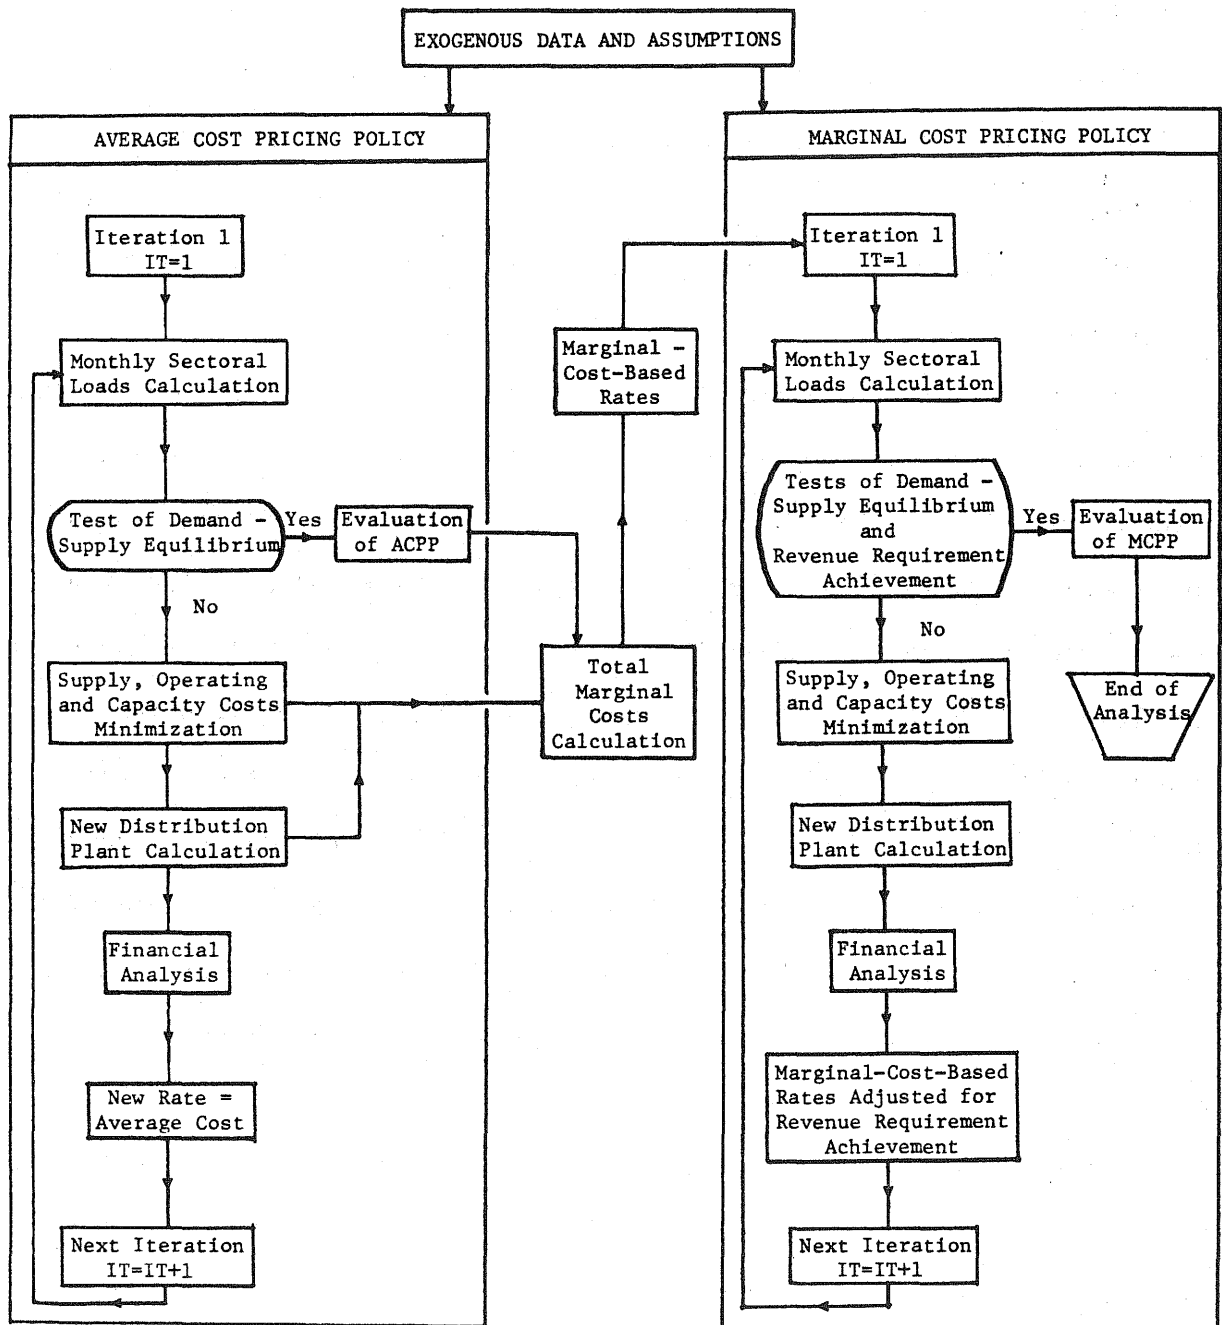 EXOGENOUS DATA AND ASSUMPTIONS
AVERAGE COST PRICING POLICY
Iteration 1
IT=1
Monthly Sectoral
Loads Calculation
Test of Demand -
Supply Equilibrium
Yes
Evaluation
of ACPP
No
Supply, Operating
and Capacity Costs
Minimization
New Distribution
Plant Calculation
Financial
Analysis
New Rate =
Average Cost
Next Iteration
IT=IT+1
Marginal -
Cost-Based
Rates
Total
Marginal
Costs
Calculation
MARGINAL COST PRICING POLICY
Iteration 1
IT=1
Monthly Sectoral
Loads Calculation
Tests of Demand -
Supply Equilibrium
and
Revenue Requirement
Achievement
Yes
Evaluation
of MCPP
End of
Analysis
No
Supply, Operating
and Capacity Costs
Minimization
New Distribution
Plant Calculation
Financial
Analysis
Marginal-Cost-Based
Rates Adjusted for
Revenue Requirement
Achievement
Next Iteration
IT=IT+1